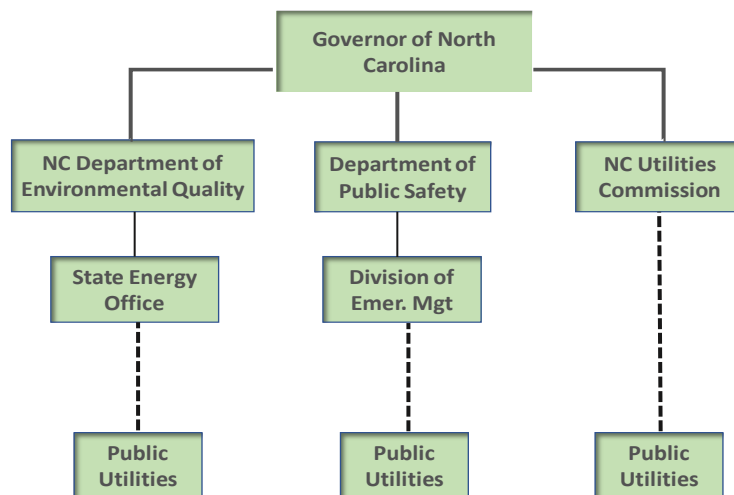 Governor of North
Carolina
NC Department of
Environmental Quality
Department of
Public Safety
NC Utilities
Commission
State Energy
Office
Division of
Emer. Mgt
Public
Utilities
Public
Utilities
Public
Utilities